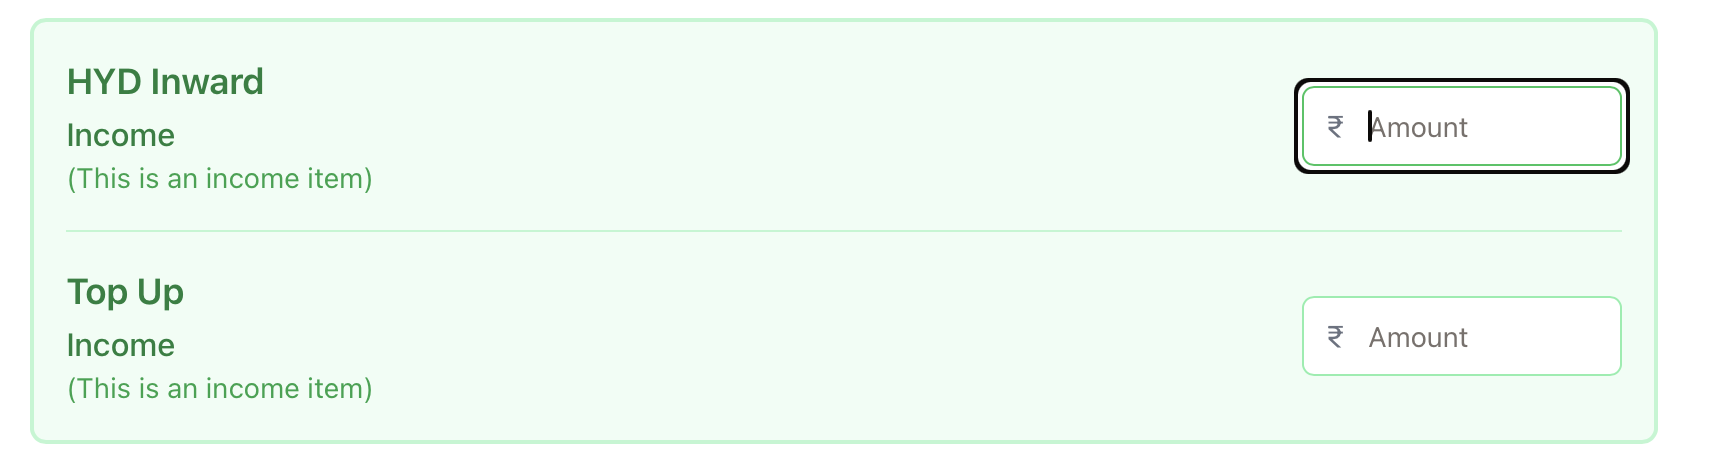 HYD Inward
Income
(This is an income item)
₹ Amount
Top Up
Income
(This is an income item)
₹ Amount